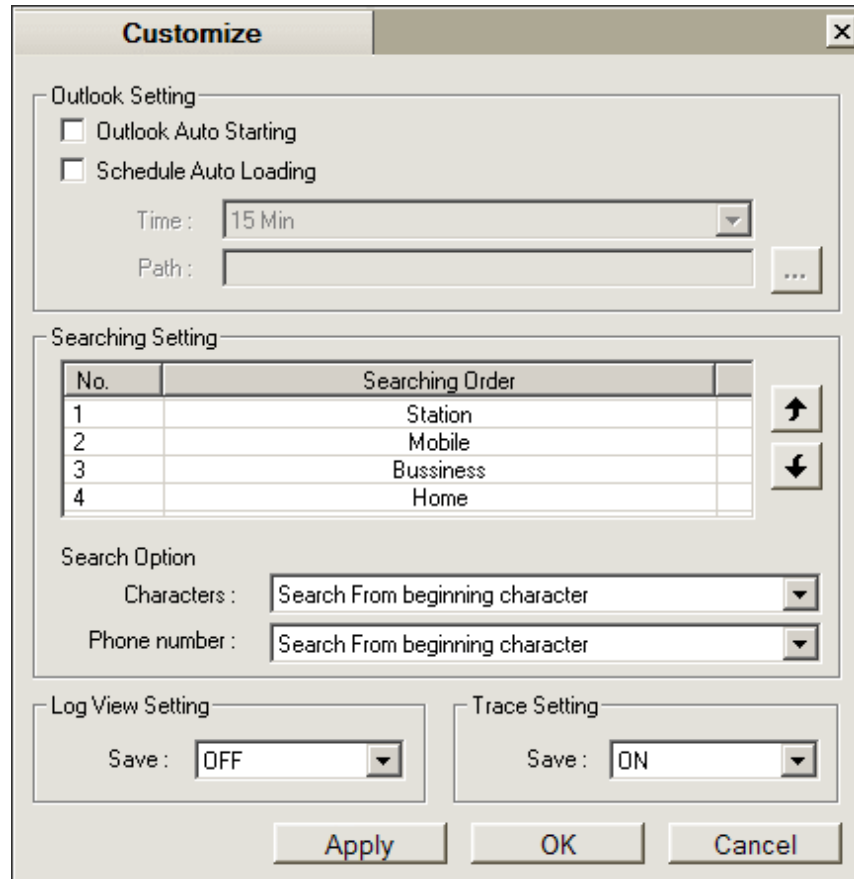 Customize
Outlook Setting
Outlook Auto Starting
Schedule Auto Loading
Time : 15 Min
Path : ...
Searching Setting
No. Searching Order
1 Station
2 Mobile
3 Bussiness
4 Home
Search Option
Characters : Search From beginning character
Phone number : Search From beginning character
Log View Setting Trace Setting
Save : OFF Save : ON
Apply OK Cancel